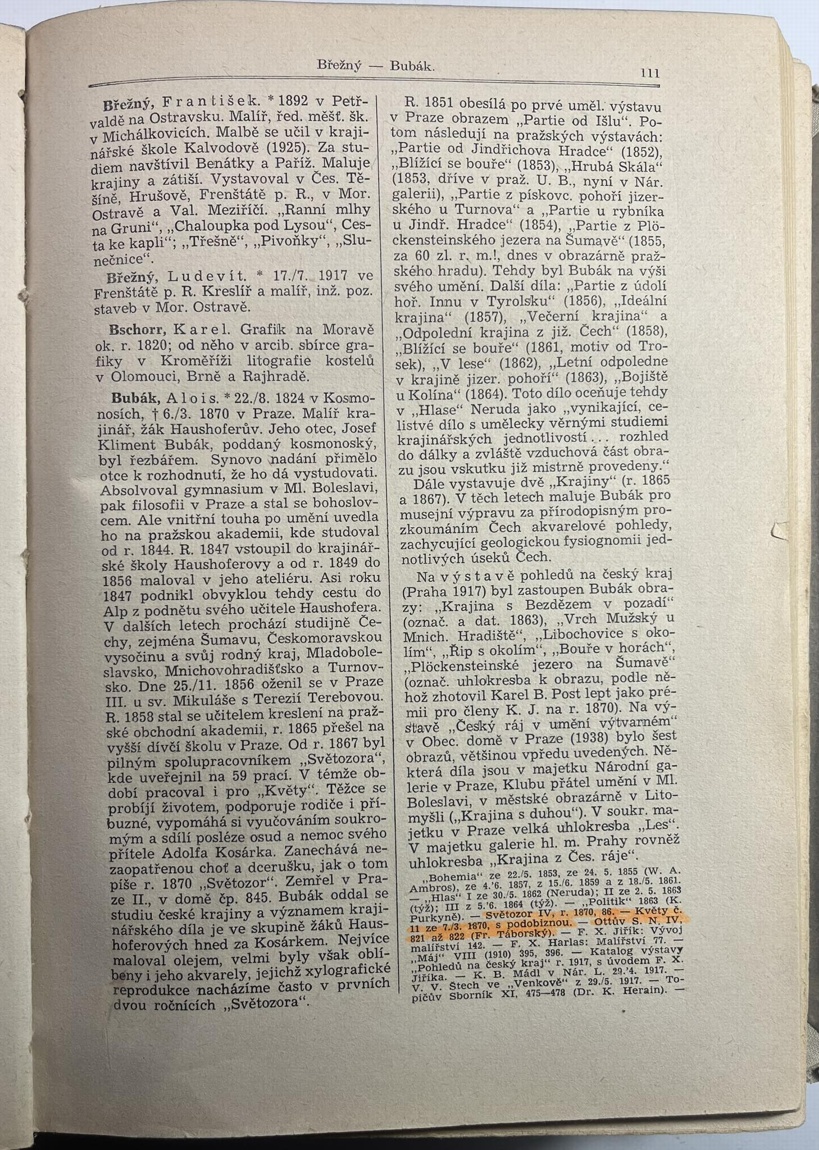 Břežný — Bubák.
111
Břežný, František. * 1892 v Petř-
valdě na Ostravsku. Malíř, řed. měšť. šk.
v Michálkovicích. Malbě se učil v kraji-
nářské škole Kalvodově (1925). Za stu-
diem navštívil Benátky a Paříž. Maluje
krajiny a zátiší. Vystavoval v Čes. Tě-
šíně, Hrušově, Frenštátě p. R., v Mor.
Ostravě a Val. Meziříčí. „Ranní mlhy
na Gruni“, „Chaloupka pod Lysou“, Ces-
ta ke kapli“; „Třešně“, „Pivoňky“, „Slu-
nečnice“.
Břežný, Ludevít. * 17./7. 1917 ve
Frenštátě p. R. Kreslíř a malíř, inž. poz.
staveb v Mor. Ostravě.
Bschorr, Karel. Grafik na Moravě
ok. r. 1820; od něho v arcib. sbírce gra-
fiky v Kroměříži litografie kostelů
v Olomouci, Brně a Rajhradě.
Bubák, Alois. * 22./8. 1824 v Kosmo-
nosích, † 6./3. 1870 v Praze. Malíř kra-
jinář, žák Haushoferův. Jeho otec, Josef
Kliment Bubák, poddaný kosmonoský,
byl řezbářem. Synovo nadání přimělo
otce k rozhodnutí, že ho dá vystudovati.
Absolvoval gymnasium v Ml. Boleslavi,
pak filosofii v Praze a stal se bohoslov-
cem. Ale vnitřní touha po umění uvedla
ho na pražskou akademii, kde studoval
od r. 1844. R. 1847 vstoupil do krajinář-
ské školy Haushoferovy a od r. 1849 do
1856 maloval v jeho ateliéru. Asi roku
1847 podnikl obvyklou tehdy cestu do
Alp z podnětu svého učitele Haushofera.
V dalších letech prochází studijně Če-
chy, zejména Šumavu, Českomoravskou
vysočinu a svůj rodný kraj, Mladobole-
slavsko, Mnichovohradišťsko a Turnov-
sko. Dne 25./11. 1856 oženil se v Praze
III. u sv. Mikuláše s Terezií Terebovou.
R. 1858 stal se učitelem kreslení na praž-
ské obchodní akademii, r. 1865 přešel na
vyšší dívčí školu v Praze. Od r. 1867 byl
pilným spolupracovníkem „Světozora“,
kde uveřejnil na 59 prací. V témže ob-
dobí pracoval i pro „Květy“. Těžce se
probíjí životem, podporuje rodiče i pří-
buzné, vypomáhá si vyučováním soukro-
mým a sdílí posléze osud a nemoc svého
přítele Adolfa Kosárka. Zanechává ne-
zaopatřenou choť a dcerušku, jak o tom
píše r. 1870 „Světozor“. Zemřel v Pra-
ze II., v domě čp. 845. Bubák oddal se
studiu české krajiny a významem kraji-
nářského díla je ve skupině žáků Haus-
hoferových hned za Kosárkem. Nejvíce
maloval olejem, velmi byly však oblí-
beny i jeho akvarely, jejichž xylografické
reprodukce nacházíme často v prvních
dvou ročnících „Světozora“.
R. 1851 obesílá po prvé uměl. výstavu
v Praze obrazem „Partie od Išlu“. Po-
tom následují na pražských výstavách:
„Partie od Jindřichova Hradce“ (1852),
„Blížící se bouře“ (1853), „Hrubá Skála“
(1853, dříve v praž. U. B., nyní v Nár.
galerii), „Partie z pískovc. pohoří jizer-
ského u Turnova“ a „Partie u rybníka
u Jindř. Hradce“ (1854), „Partie z Plö-
ckensteinského jezera na Šumavě“ (1855,
za 60 zl. r. m.!, dnes v obrazárně praž-
ského hradu). Tehdy byl Bubák na výši
svého umění. Další díla: „Partie z údolí
hoř. Innu v Tyrolsku“ (1856), „Ideální
krajina“ (1857), „Večerní krajina“ a
„Odpolední krajina z již. Čech“ (1858),
„Blížící se bouře“ (1861, motiv od Tro-
sek), „V lese“ (1862), „Letní odpoledne
v krajině jizer. pohoří“ (1863), „Bojiště
u Kolína“ (1864). Toto dílo oceňuje tehdy
v „Hlase“ Neruda jako „vynikající, ce-
listvé dílo s umělecky věrnými studiemi
krajinářských jednotlivostí... rozhled
do dálky a zvláště vzduchová část obra-
zu jsou vskutku již mistrně provedeny.“
Dále vystavuje dvě „Krajiny“ (r. 1865
a 1867). V těch letech maluje Bubák pro
musejní výpravu za přírodopisným pro-
zkoumáním Čech akvarelové pohledy,
zachycující geologickou fysiognomii jed-
notlivých úseků Čech.
Na výstavě pohledů na český kraj
(Praha 1917) byl zastoupen Bubák obra-
zy: „Krajina s Bezdězem v pozadí“
(označ. a dat. 1863), „Vrch Mužský u
Mnich. Hradiště“, „Libochovice s oko-
lím“, „Říp s okolím“, „Bouře v horách“,
„Plöckensteinské jezero na Šumavě“
(označ. uhlokresba k obrazu, podle ně-
hož zhotovil Karel B. Post lept jako pré-
mii pro členy K. J. na r. 1870). Na vý-
stavě „Český ráj v umění výtvarném“
v Obec. domě v Praze (1938) bylo šest
obrazů, většinou vpředu uvedených. Ně-
která díla jsou v majetku Národní ga-
lerie v Praze, Klubu přátel umění v Ml.
Boleslavi, v městské obrazárně v Lito-
myšli („Krajina s duhou“). V soukr. ma-
jetku v Praze velká uhlokresba „Les“.
V majetku galerie hl. m. Prahy rovněž
uhlokresba „Krajina z Čes. ráje“.
„Bohemia“ ze 22./5. 1853, ze 24. 5. 1855 (W. A.
Ambros), ze 4.'6. 1857, z 15./6. 1859 a z 18./5. 1861.
— „Hlas“ I ze 30./5. 1862 (Neruda); II ze 2. 5. 1863
(týž); III z 5.'6. 1864 (týž). — „Politik“ 1863 (K.
Purkyně). — Světozor IV, r. 1870, 86. — Květy č.
11 ze 7./3. 1870, s podobiznou. — Ottův S. N. IV.
821 až 822 (Fr. Táborský). — F. X. Jiřík: Vývoj
malířství 142. — F. X. Harlas: Malířství 77. —
„Máj“ VIII (1910) 395, 396. — Katalog výstavy
„Pohledů na český kraj“ r. 1917, s úvodem F. X.
Jiříka. — K. B. Mádl v Nár. L. 29.'4. 1917. —
V. V. Štech ve „Venkově“ z 29./5. 1917. — To-
pičův Sborník XI, 475—478 (Dr. K. Herain). —